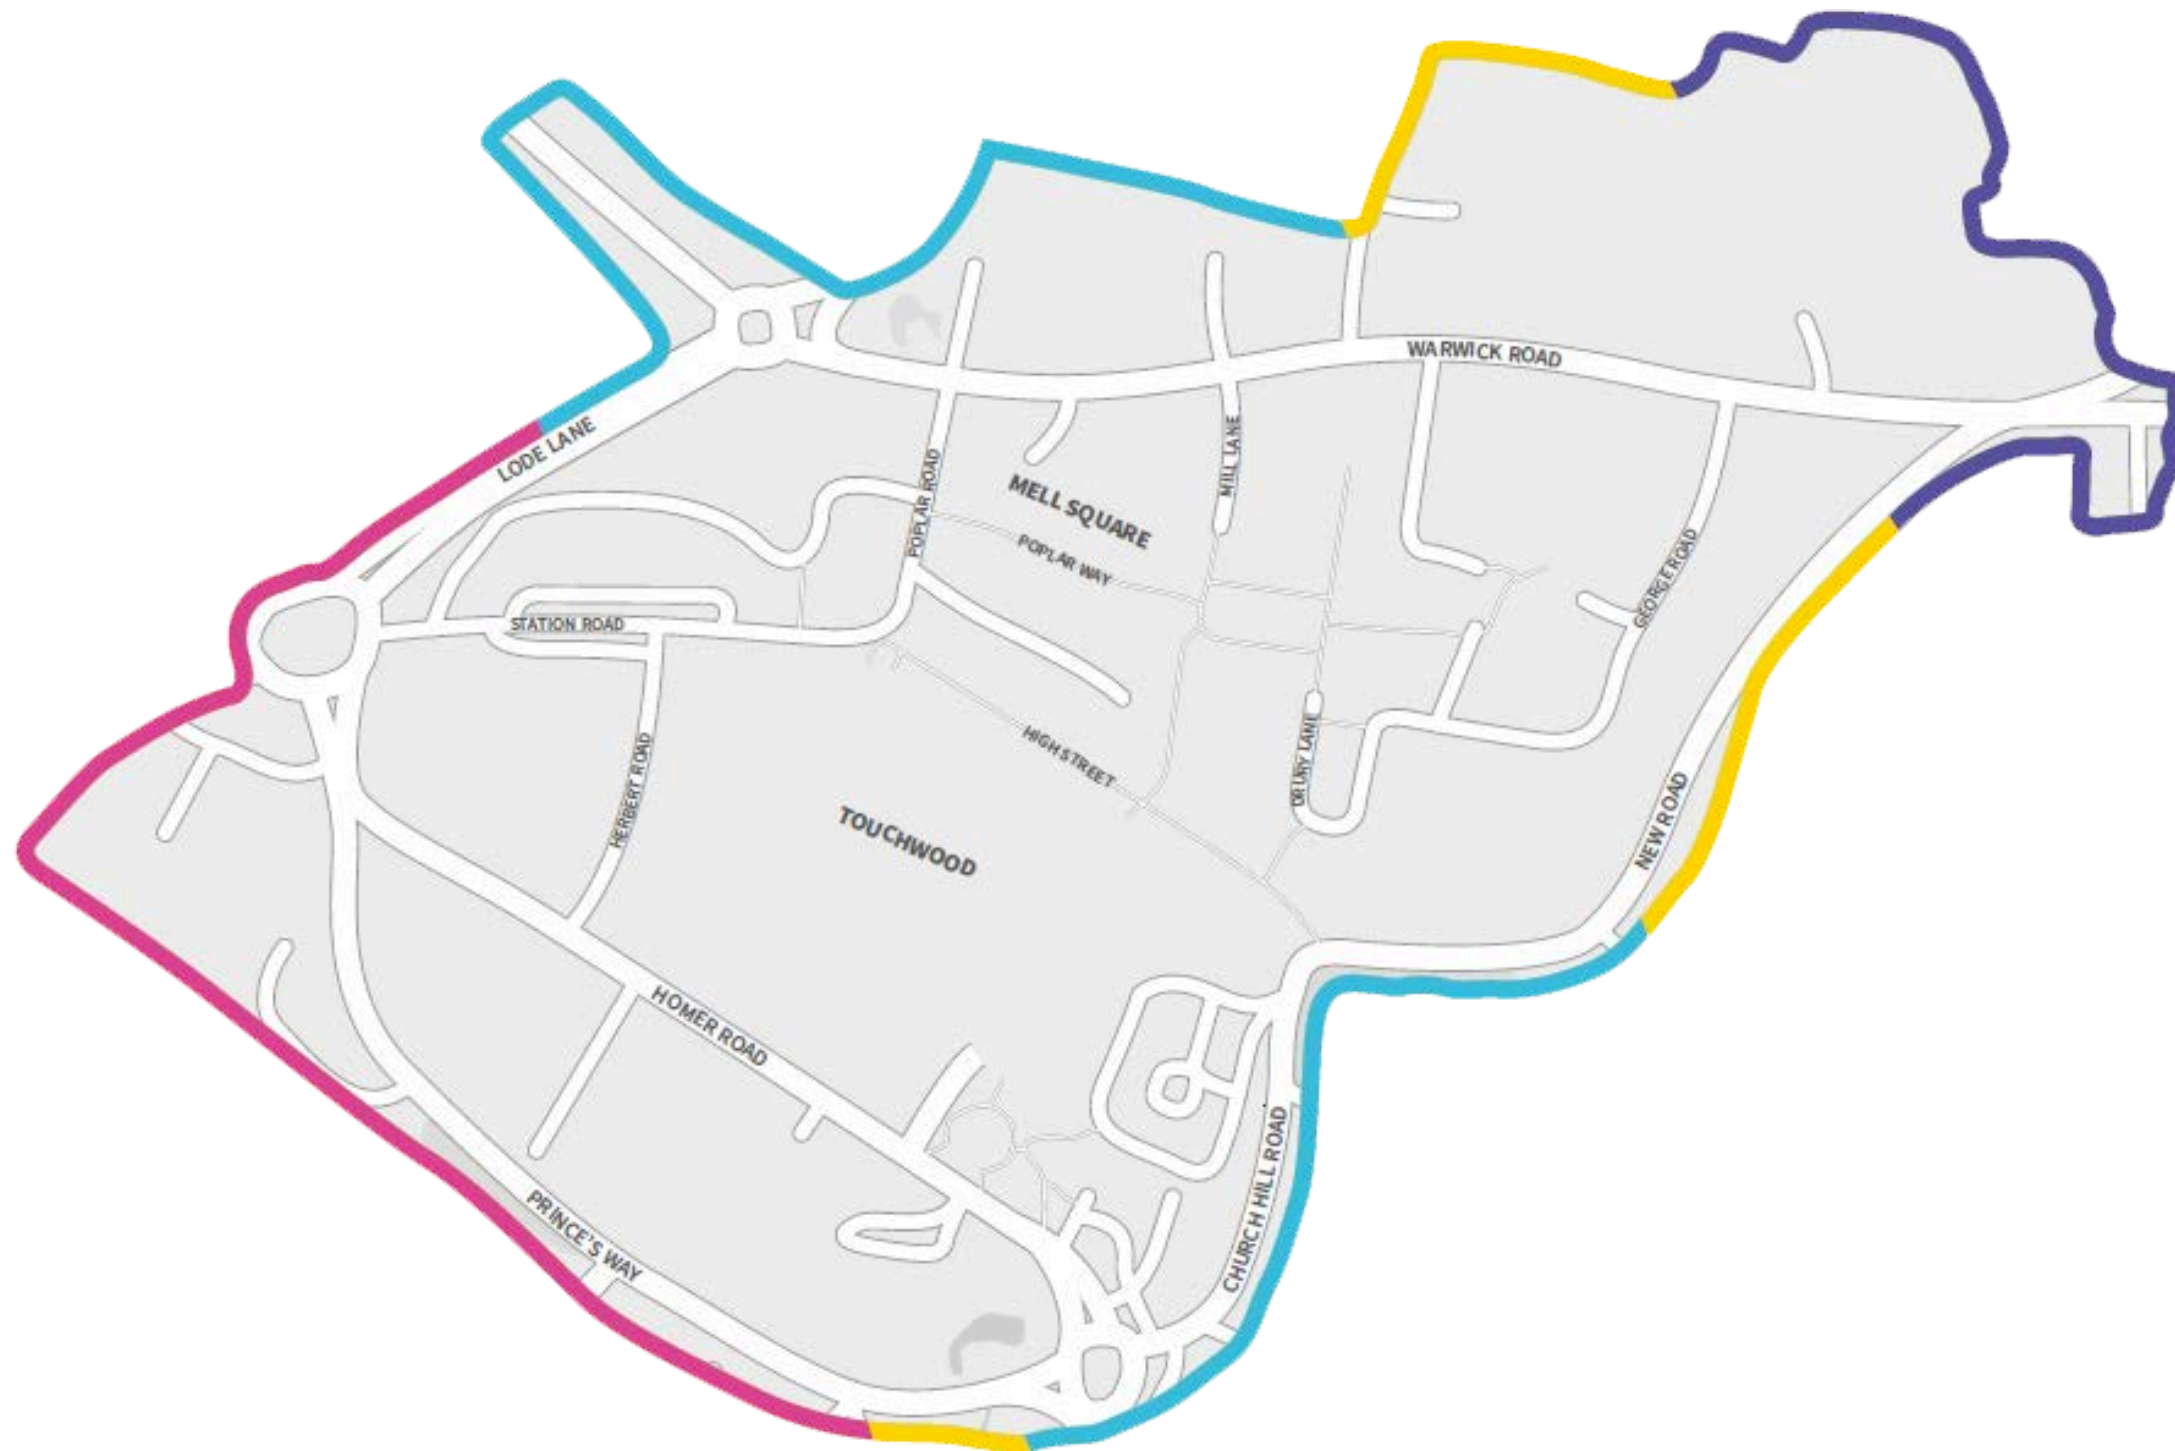 WARWICK ROAD
LODE LANE
MILL LANE
POPLAR ROAD
MELL SQUARE
POPLAR WAY
GEORGE ROAD
STATION ROAD
HIGH STREET
DRURY LANE
HERBERT ROAD
NEW ROAD
TOUCHWOOD
HOMER ROAD
CHURCH HILL ROAD
PRINCE'S WAY